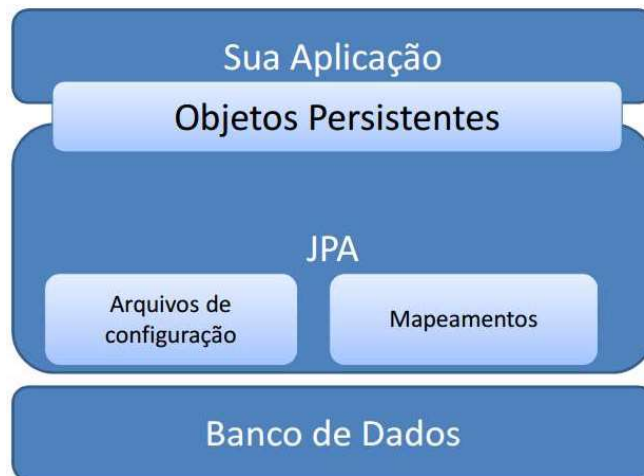 Sua Aplicação
Objetos Persistentes
JPA
Arquivos de
configuração
Mapeamentos
Banco de Dados